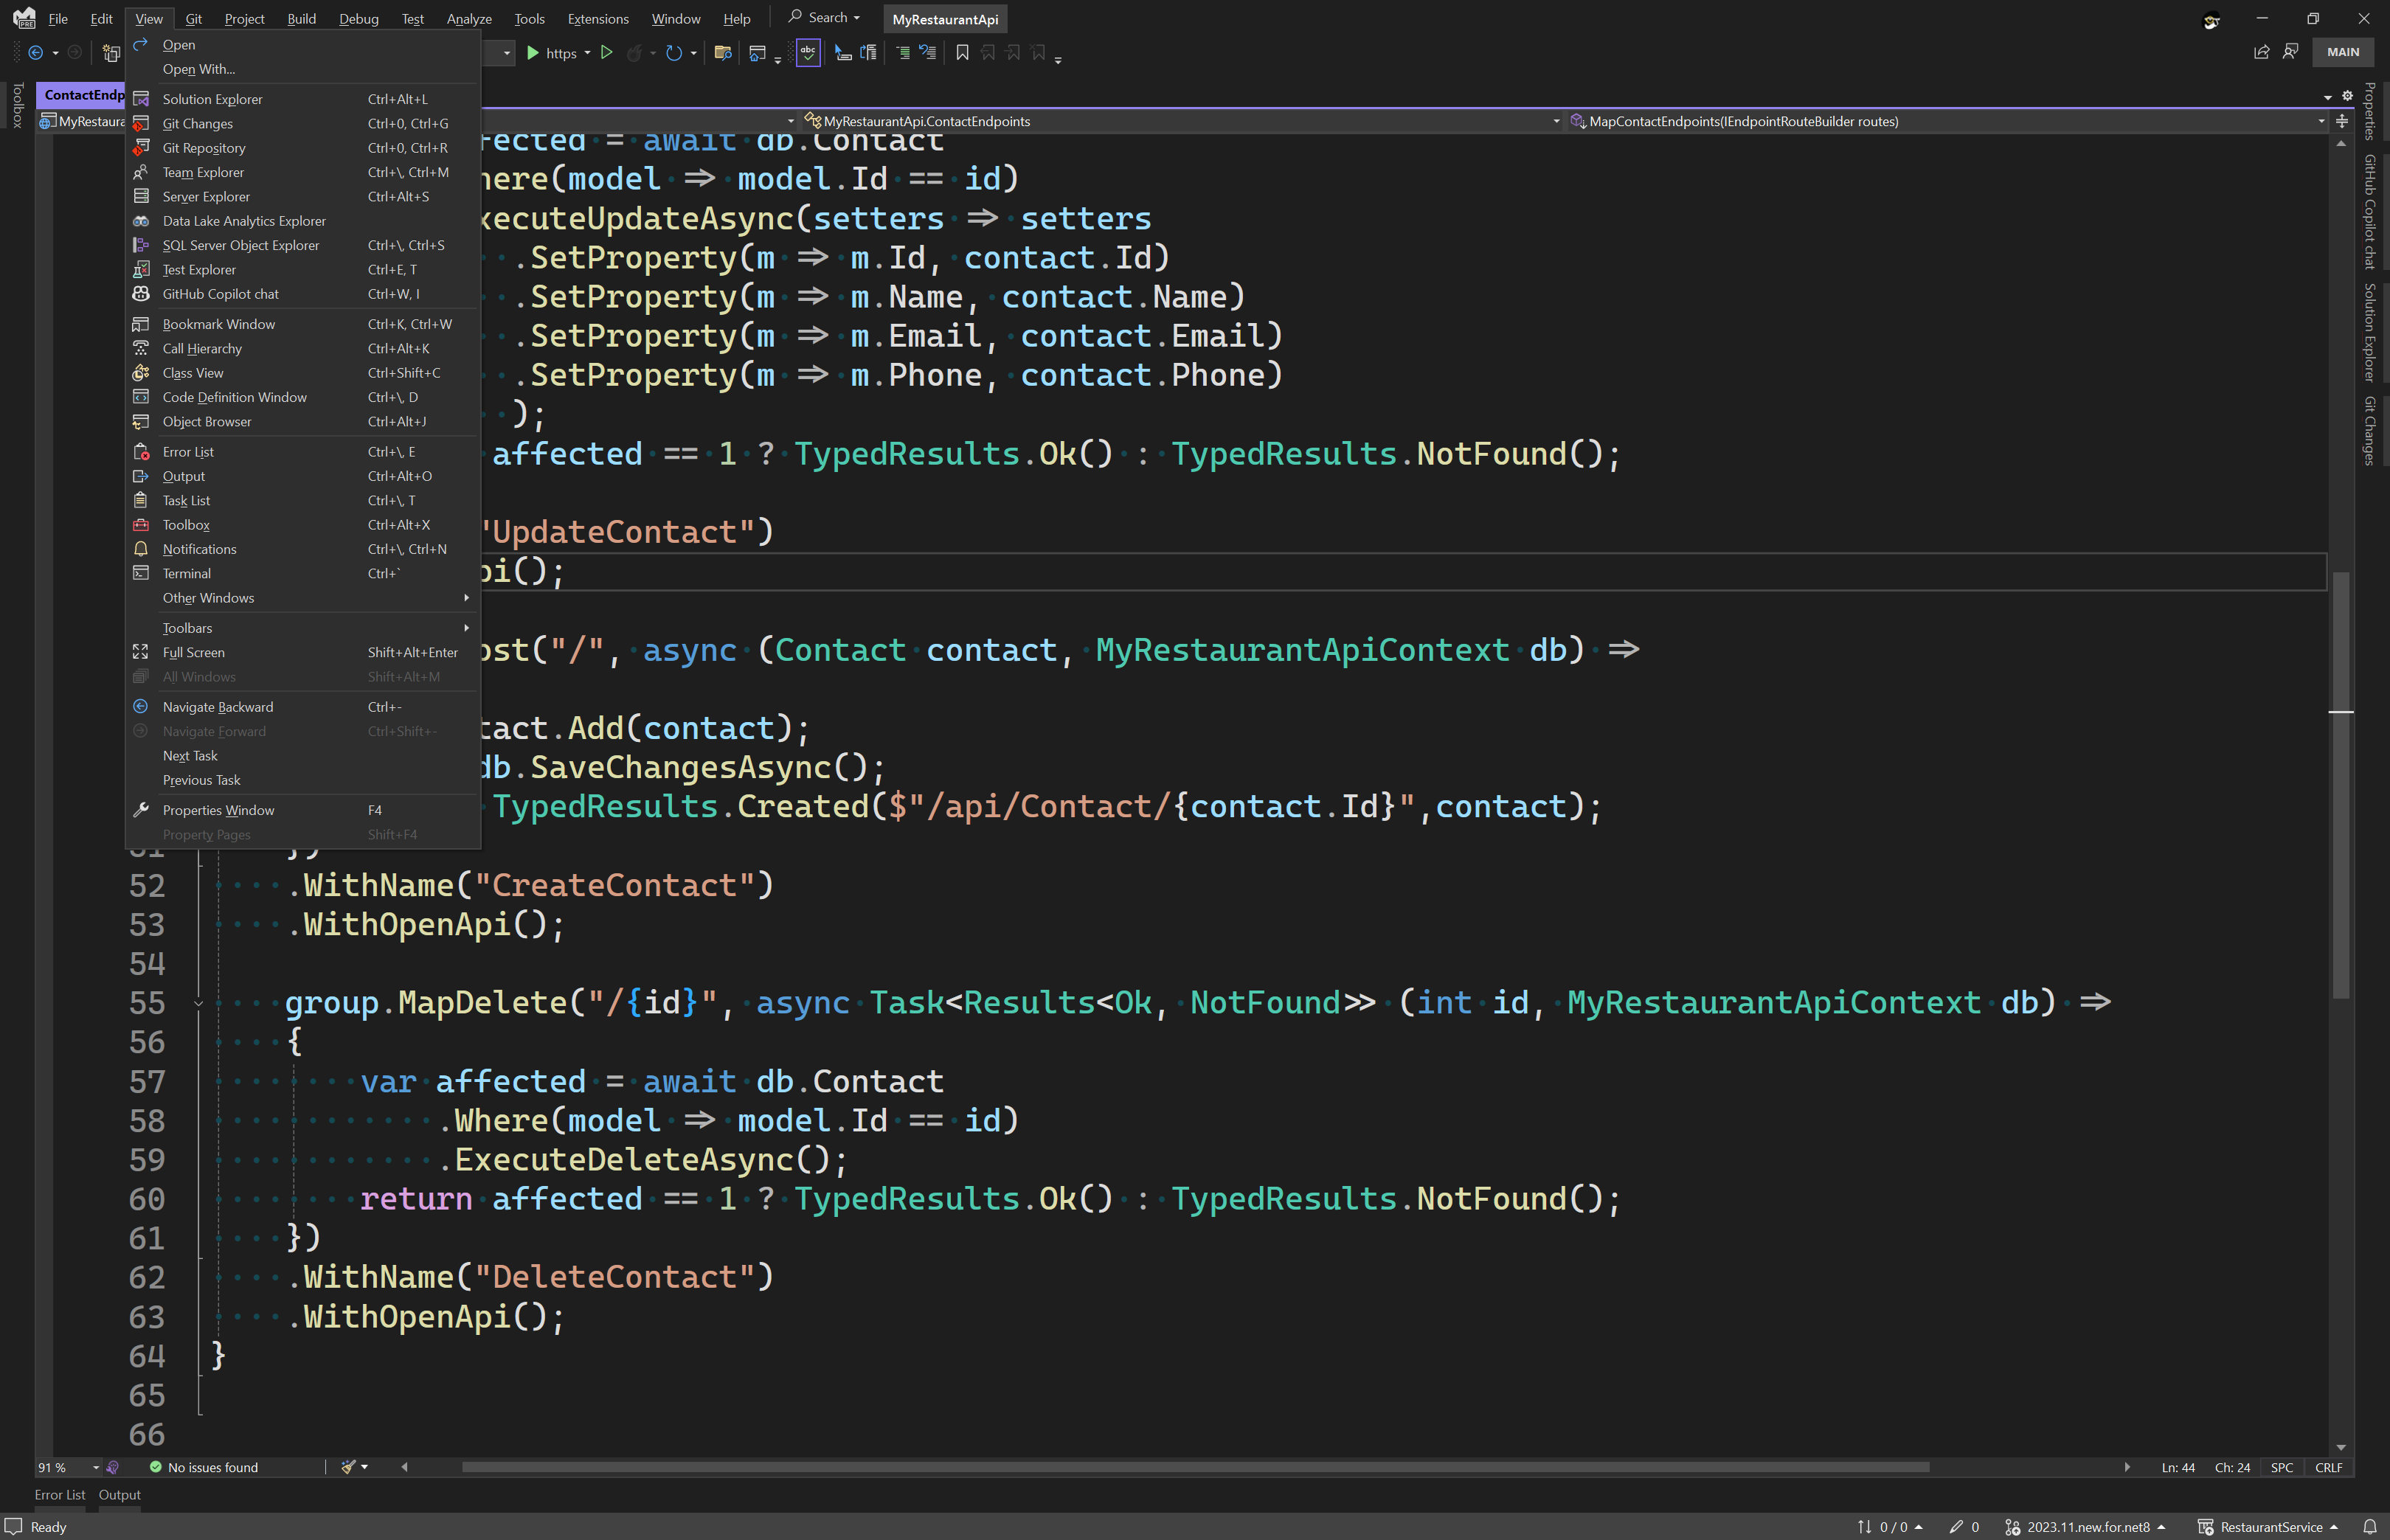 File Edit View Git Project Build Debug Test Analyze Tools Extensions Window Help Search MyRestaurantApi
https MAIN
ContactEndp
MyRestaura MyRestaurantApi.ContactEndpoints MapContactEndpoints(IEndpointRouteBuilder routes)
Toolbox
Open
Open With...
Solution Explorer Ctrl+Alt+L
Git Changes Ctrl+0, Ctrl+G
Git Repository Ctrl+0, Ctrl+R
Team Explorer Ctrl+\, Ctrl+M
Server Explorer Ctrl+Alt+S
Data Lake Analytics Explorer
SQL Server Object Explorer Ctrl+\, Ctrl+S
Test Explorer Ctrl+E, T
GitHub Copilot chat Ctrl+W, I
Bookmark Window Ctrl+K, Ctrl+W
Call Hierarchy Ctrl+Alt+K
Class View Ctrl+Shift+C
Code Definition Window Ctrl+\, D
Object Browser Ctrl+Alt+J
Error List Ctrl+\, E
Output Ctrl+Alt+O
Task List Ctrl+\, T
Toolbox Ctrl+Alt+X
Notifications Ctrl+\, Ctrl+N
Terminal Ctrl+`
Other Windows
Toolbars
Full Screen Shift+Alt+Enter
All Windows Shift+Alt+M
Navigate Backward Ctrl+-
Navigate Forward Ctrl+Shift+-
Next Task
Previous Task
Properties Window F4
Property Pages Shift+F4
fected = await db.Contact
here(model => model.Id == id)
xecuteUpdateAsync(setters => setters
.SetProperty(m => m.Id, contact.Id)
.SetProperty(m => m.Name, contact.Name)
.SetProperty(m => m.Email, contact.Email)
.SetProperty(m => m.Phone, contact.Phone)
);
affected == 1 ? TypedResults.Ok() : TypedResults.NotFound();
"UpdateContact")
pi();
ost("/", async (Contact contact, MyRestaurantApiContext db) =>
tact.Add(contact);
db.SaveChangesAsync();
TypedResults.Created($"/api/Contact/{contact.Id}",contact);
51 })
52 .WithName("CreateContact")
53 .WithOpenApi();
54
55 group.MapDelete("/{id}", async Task<Results<Ok, NotFound>> (int id, MyRestaurantApiContext db) =>
56 {
57 var affected = await db.Contact
58 .Where(model => model.Id == id)
59 .ExecuteDeleteAsync();
60 return affected == 1 ? TypedResults.Ok() : TypedResults.NotFound();
61 })
62 .WithName("DeleteContact")
63 .WithOpenApi();
64 }
65
66
Properties
GitHub Copilot chat
Solution Explorer
Git Changes
91 % No issues found Ln: 44 Ch: 24 SPC CRLF
Error List Output
Ready 0 / 0 0 2023.11.new.for.net8 RestaurantService